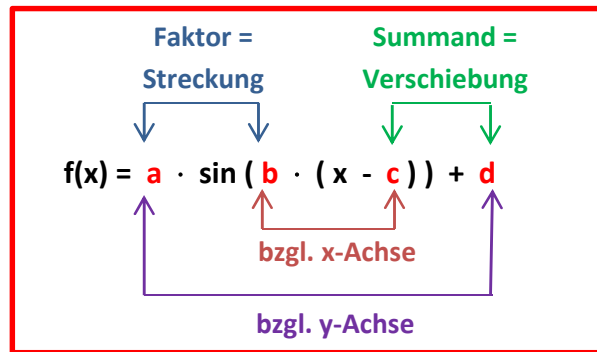 Faktor = Summand =
Streckung Verschiebung
f(x) = a · sin ( b · ( x - c ) ) + d
bzgl. x-Achse
bzgl. y-Achse